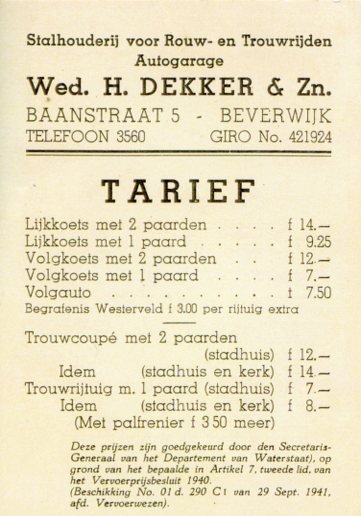 Stalhouderij voor Rouw- en Trouwrijden
Autogarage
Wed. H. DEKKER & Zn.
BAANSTRAAT 5 - BEVERWIJK
TELEFOON 3560 GIRO No. 421924
TARIEF
Lijkkoets met 2 paarden . . . . f 14.—
Lijkkoets met 1 paard . . . . . f 9.25
Volgkoets met 2 paarden . . . f 12.—
Volgkoets met 1 paard . . . . f 7.—
Volgauto . . . . . . . . . . f 7.50
Begrafenis Westerveld f 3.00 per rijtuig extra
Trouwcoupé met 2 paarden
(stadhuis) f 12.—
Idem (stadhuis en kerk) f 14.—
Trouwrijtuig m. 1 paard (stadhuis) f 7.—
Idem (stadhuis en kerk) f 8.—
(Met palfrenier f 3 50 meer)
Deze prijzen zijn goedgekeurd door den Secretaris-
Generaal van het Departement van Waterstaat), op
grond van het bepaalde in Artikel 7, tweede lid, van
het Vervoerprijsbesluit 1940.
(Beschikking No. 01 d. 290 C1 van 29 Sept. 1941,
afd. Vervoerwezen).